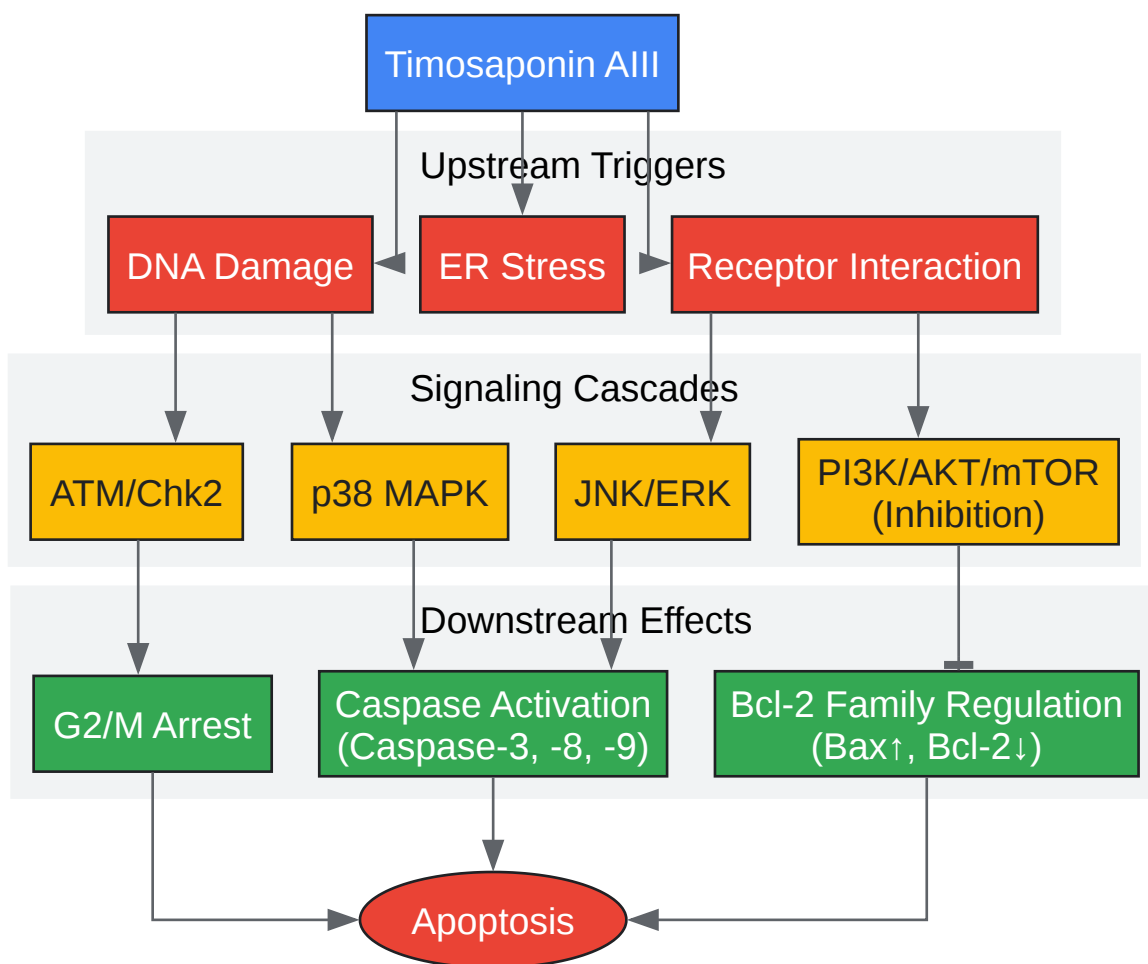 Timosaponin AIII
Upstream Triggers
DNA Damage
ER Stress
Receptor Interaction
Signaling Cascades
ATM/Chk2
p38 MAPK
JNK/ERK
PI3K/AKT/mTOR
(Inhibition)
Downstream Effects
G2/M Arrest
Caspase Activation
(Caspase-3, -8, -9)
Bcl-2 Family Regulation
(Bax↑, Bcl-2↓)
Apoptosis